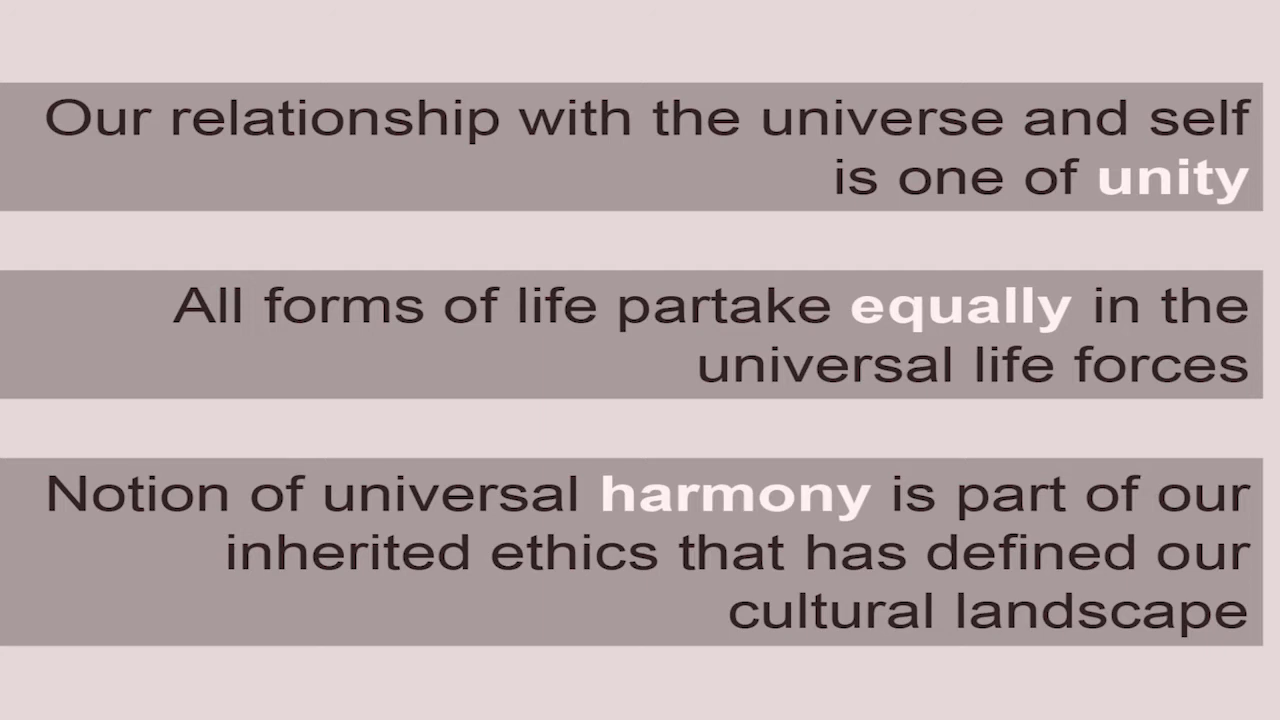 Our relationship with the universe and self
is one of unity
All forms of life partake equally in the
universal life forces
Notion of universal harmony is part of our
inherited ethics that has defined our
cultural landscape